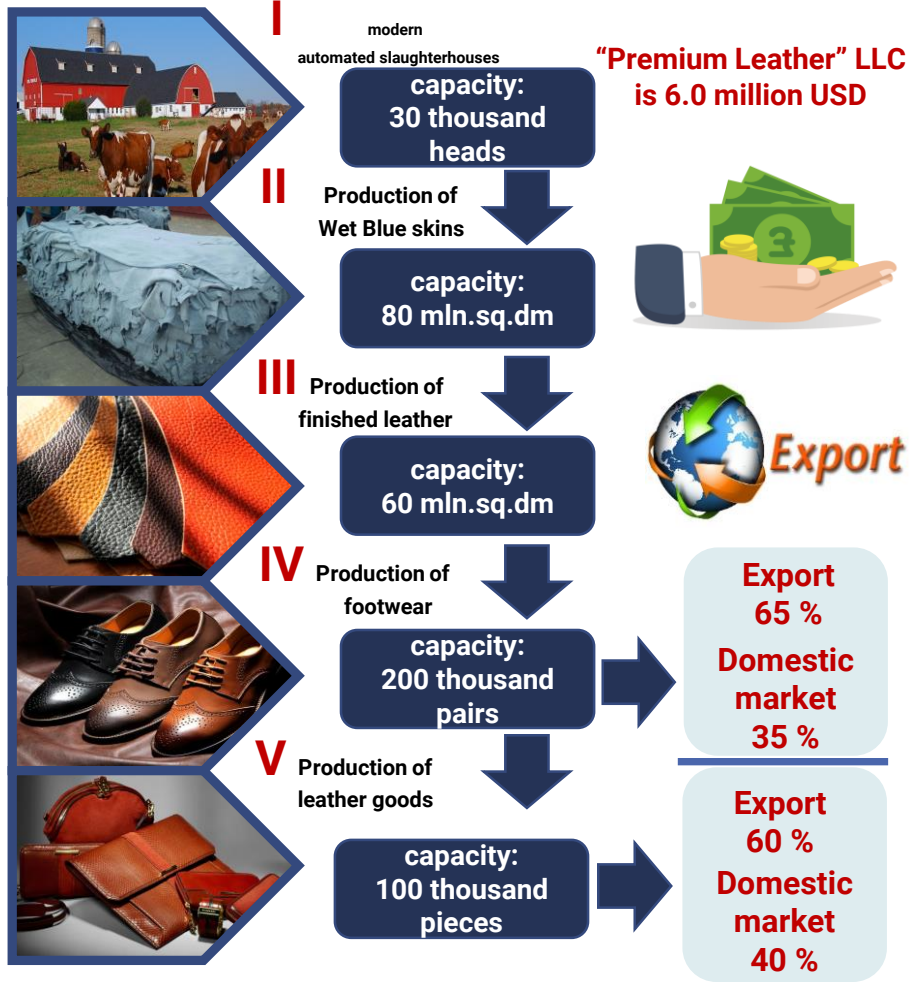 I
modern
automated slaughterhouses
capacity:
30 thousand
heads
“Premium Leather” LLC
is 6.0 million USD
II
Production of
Wet Blue skins
capacity:
80 mln.sq.dm
III
Production of
finished leather
capacity:
60 mln.sq.dm
Export
IV
Production of
footwear
capacity:
200 thousand
pairs
Export
65 %
Domestic
market
35 %
V
Production of
leather goods
capacity:
100 thousand
pieces
Export
60 %
Domestic
market
40 %